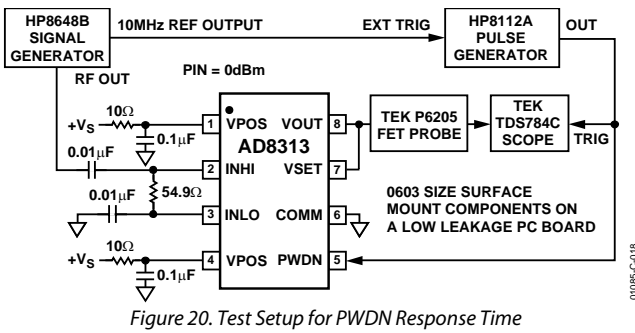 HP8648B
SIGNAL
GENERATOR
10MHz REF OUTPUT
EXT TRIG
HP8112A
PULSE
GENERATOR
OUT
RF OUT
PIN = 0dBm
+VS
10Ω
0.1µF
0.01µF
54.9Ω
0.01µF
+VS
10Ω
0.1µF
1 VPOS VOUT 8
AD8313
2 INHI VSET 7
3 INLO COMM 6
4 VPOS PWDN 5
TEK P6205
FET PROBE
TEK
TDS784C
SCOPE
TRIG
0603 SIZE SURFACE
MOUNT COMPONENTS ON
A LOW LEAKAGE PC BOARD
01085-C-018
Figure 20. Test Setup for PWDN Response Time